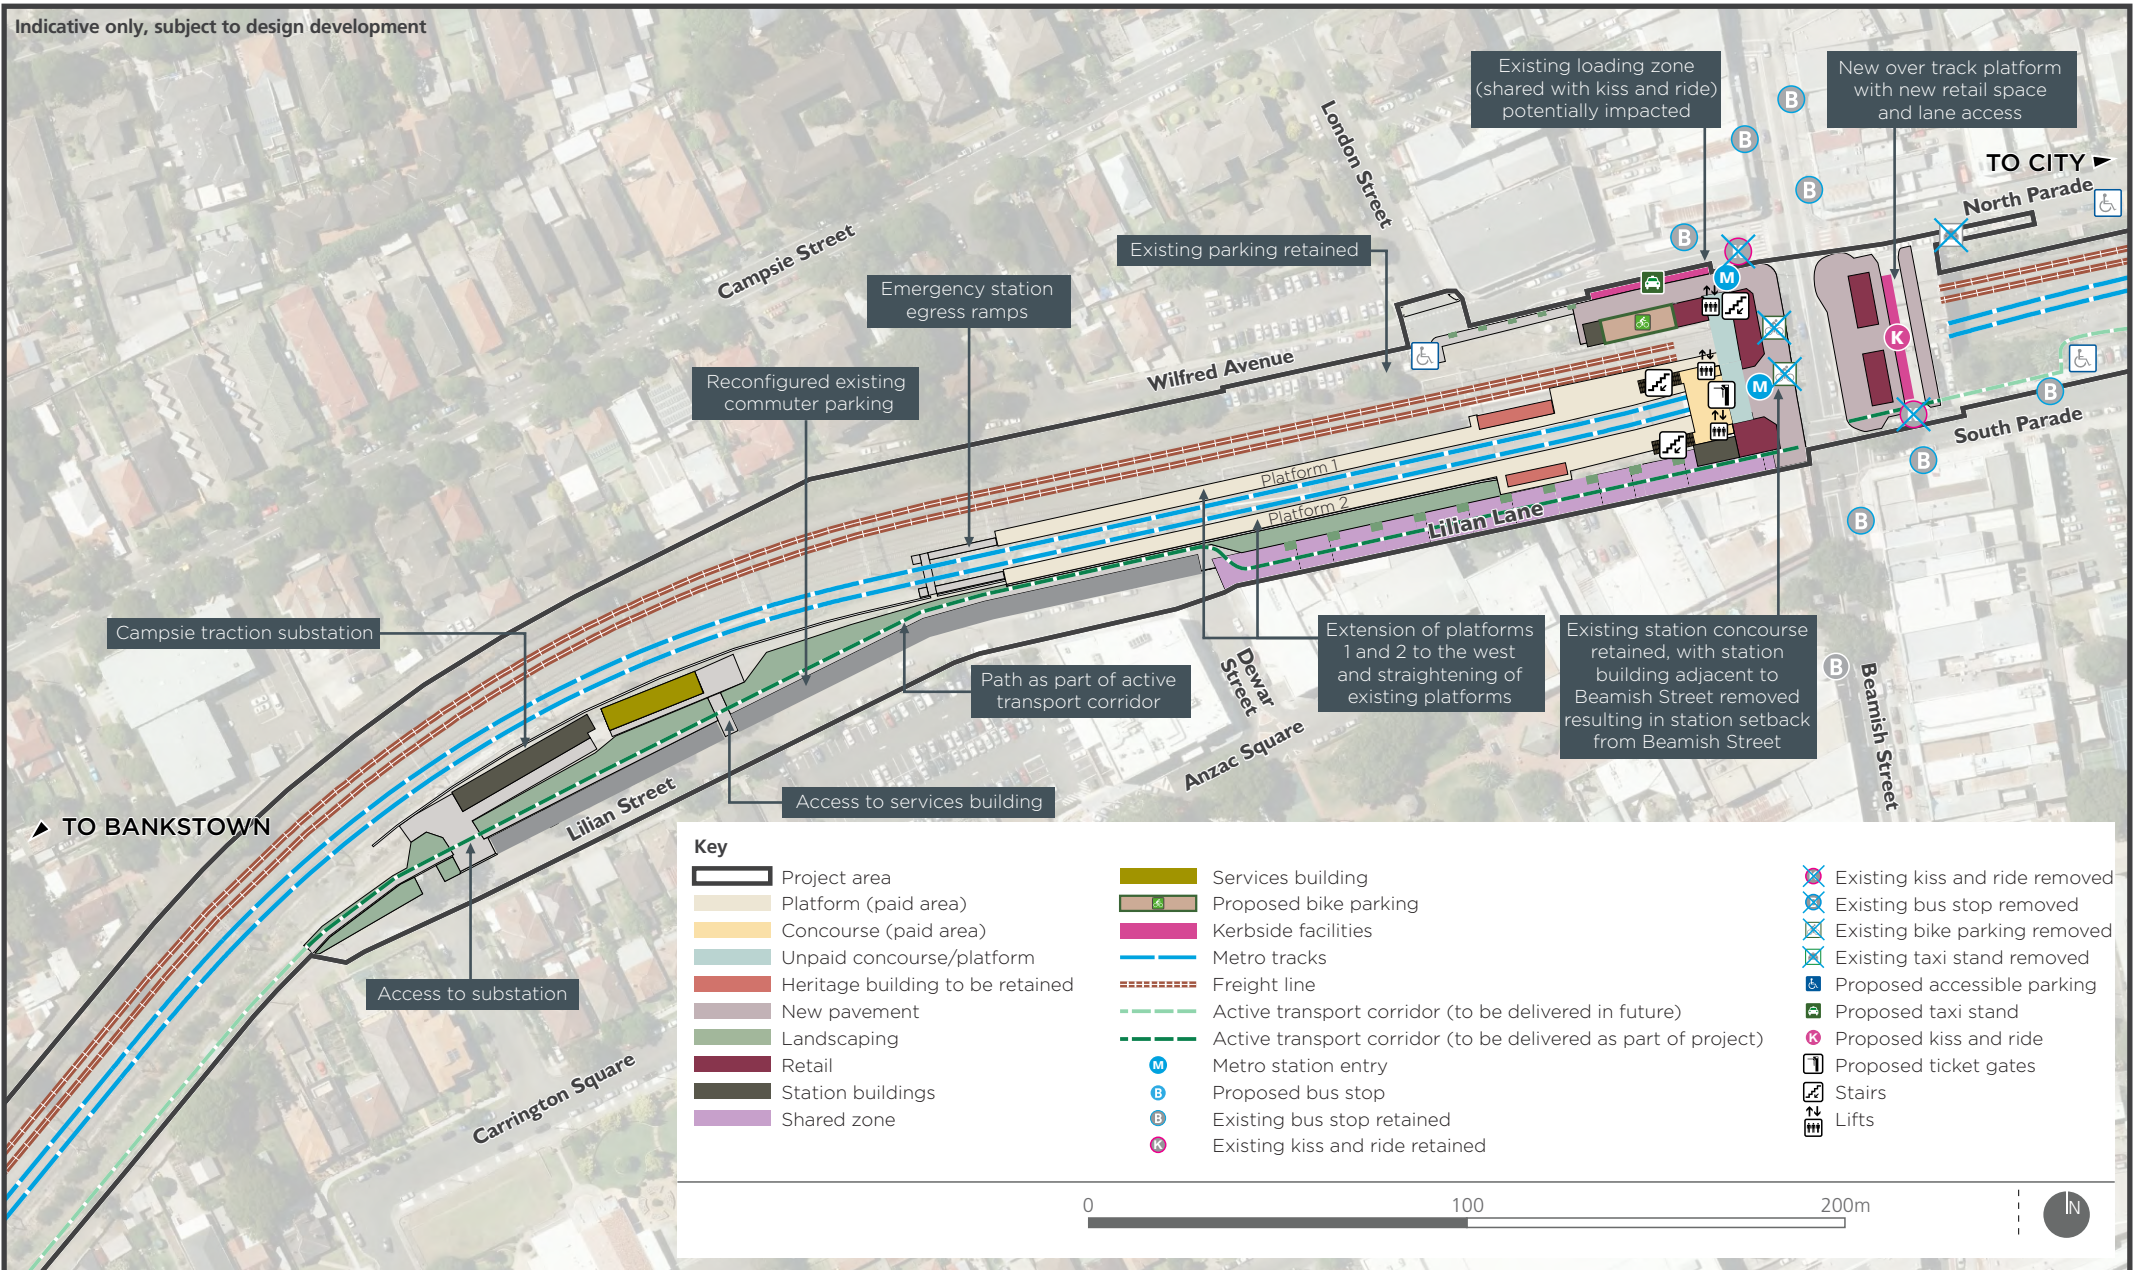 Indicative only, subject to design development
Existing loading zone
(shared with kiss and ride)
potentially impacted
New over track platform
with new retail space
and lane access
TO CITY
North Parade
London Street
Campsie Street
Existing parking retained
Emergency station
egress ramps
Wilfred Avenue
Reconfigured existing
commuter parking
B
B
B
B
M
K
M
B
South Parade
B
B
Platform 1
Platform 2
Lilian Lane
Campsie traction substation
Path as part of active
transport corridor
Extension of platforms
1 and 2 to the west
and straightening of
existing platforms
Existing station concourse
retained, with station
building adjacent to
Beamish Street removed
resulting in station setback
from Beamish Street
B
Beamish Street
Dewar
Street
Anzac Square
Access to services building
Lilian Street
TO BANKSTOWN
Access to substation
Carrington Square
Key
Project area
Platform (paid area)
Concourse (paid area)
Unpaid concourse/platform
Heritage building to be retained
New pavement
Landscaping
Retail
Station buildings
Shared zone
Services building
Proposed bike parking
Kerbside facilities
Metro tracks
Freight line
Active transport corridor (to be delivered in future)
Active transport corridor (to be delivered as part of project)
M Metro station entry
B Proposed bus stop
B Existing bus stop retained
K Existing kiss and ride retained
Existing kiss and ride removed
Existing bus stop removed
Existing bike parking removed
Existing taxi stand removed
Proposed accessible parking
Proposed taxi stand
K Proposed kiss and ride
Proposed ticket gates
Stairs
Lifts
0 100 200m
N